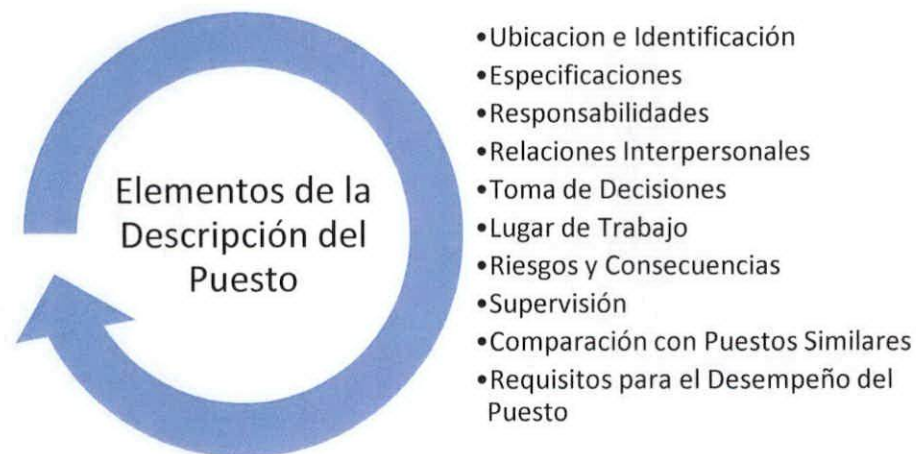 Elementos de la
Descripción del
Puesto
•Ubicacion e Identificación
•Especificaciones
•Responsabilidades
•Relaciones Interpersonales
•Toma de Decisiones
•Lugar de Trabajo
•Riesgos y Consecuencias
•Supervisión
•Comparación con Puestos Similares
•Requisitos para el Desempeño del
Puesto